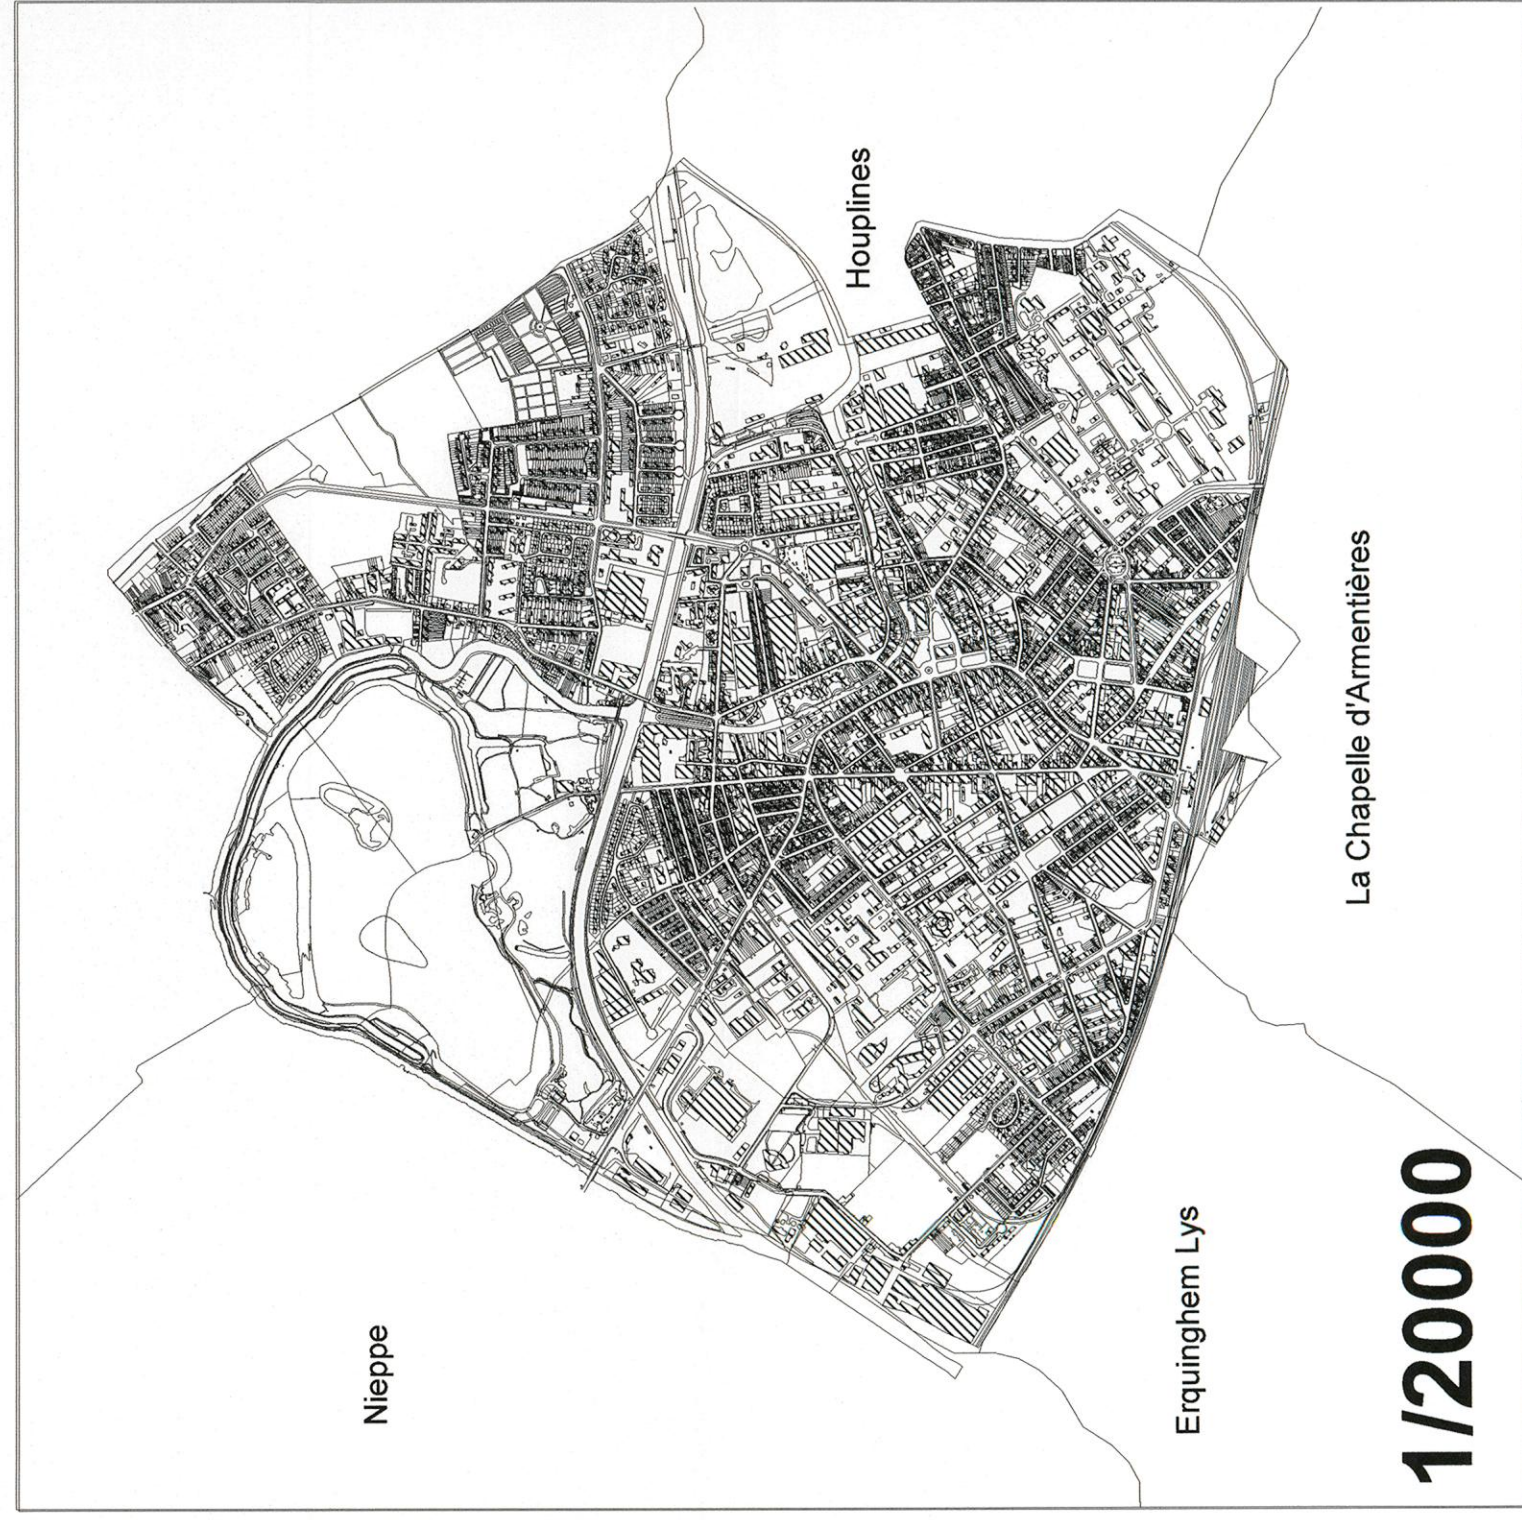 Nieppe
Houplines
Erquinghem Lys
La Chapelle d'Armentières
1/20000